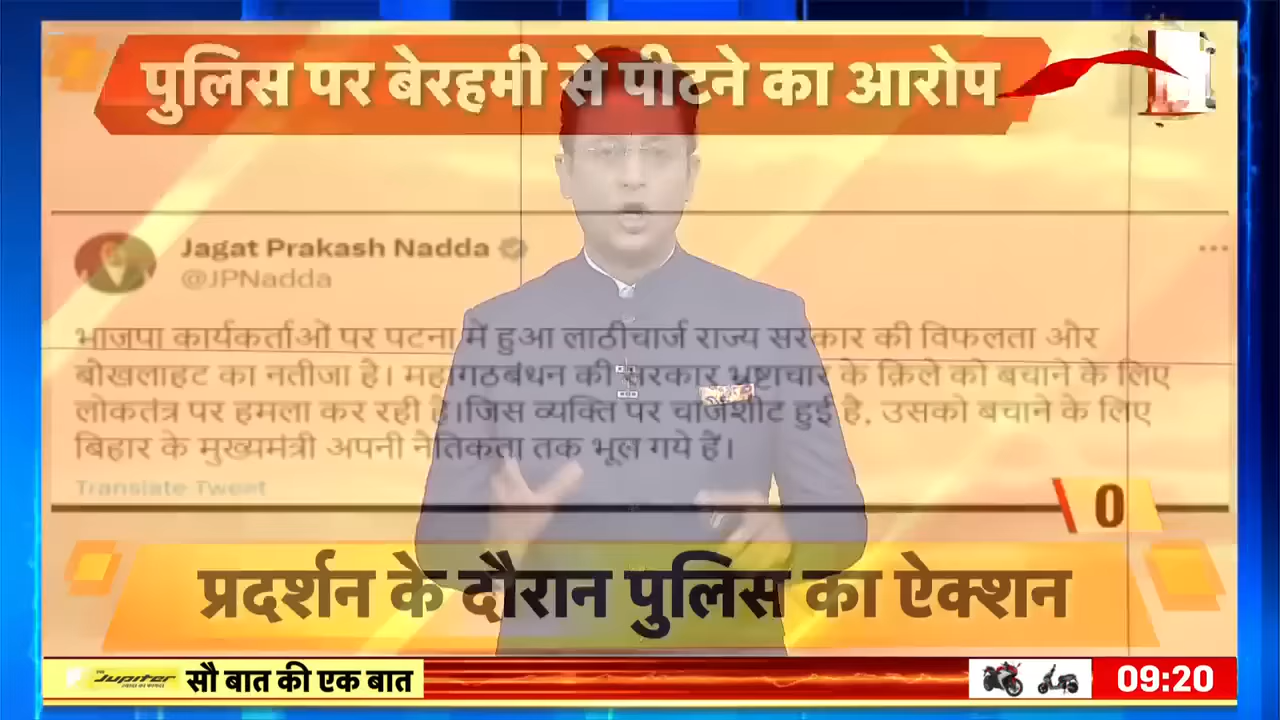 पुलिस पर बेरहमी से पीटने का आरोप
Jagat Prakash Nadda
@JPNadda
भाजपा कार्यकर्ताओं पर पटना में हुआ लाठीचार्ज राज्य सरकार की विफलता और
बौखलाहट का नतीजा है। महागठबंधन की सरकार भ्रष्टाचार के क़िले को बचाने के लिए
लोकतंत्र पर हमला कर रही है।जिस व्यक्ति पर चार्जशीट हुई है, उसको बचाने के लिए
बिहार के मुख्यमंत्री अपनी नैतिकता तक भूल गये हैं।
Translate Tweet
0
प्रदर्शन के दौरान पुलिस का ऐक्शन
Jupiter
सौ बात की एक बात
09:20